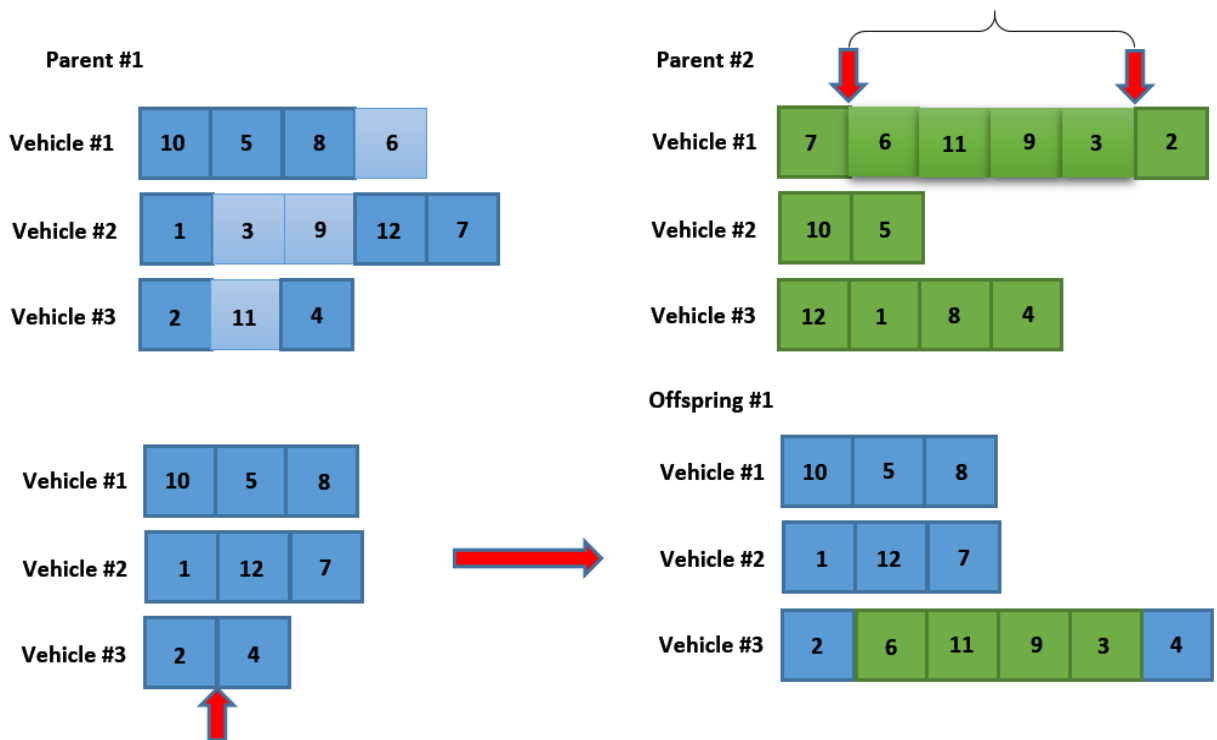 Parent #1
Vehicle #1 10 5 8 6
Vehicle #2 1 3 9 12 7
Vehicle #3 2 11 4
Parent #2
Vehicle #1 7 6 11 9 3 2
Vehicle #2 10 5
Vehicle #3 12 1 8 4
Vehicle #1 10 5 8
Vehicle #2 1 12 7
Vehicle #3 2 4
Offspring #1
Vehicle #1 10 5 8
Vehicle #2 1 12 7
Vehicle #3 2 6 11 9 3 4